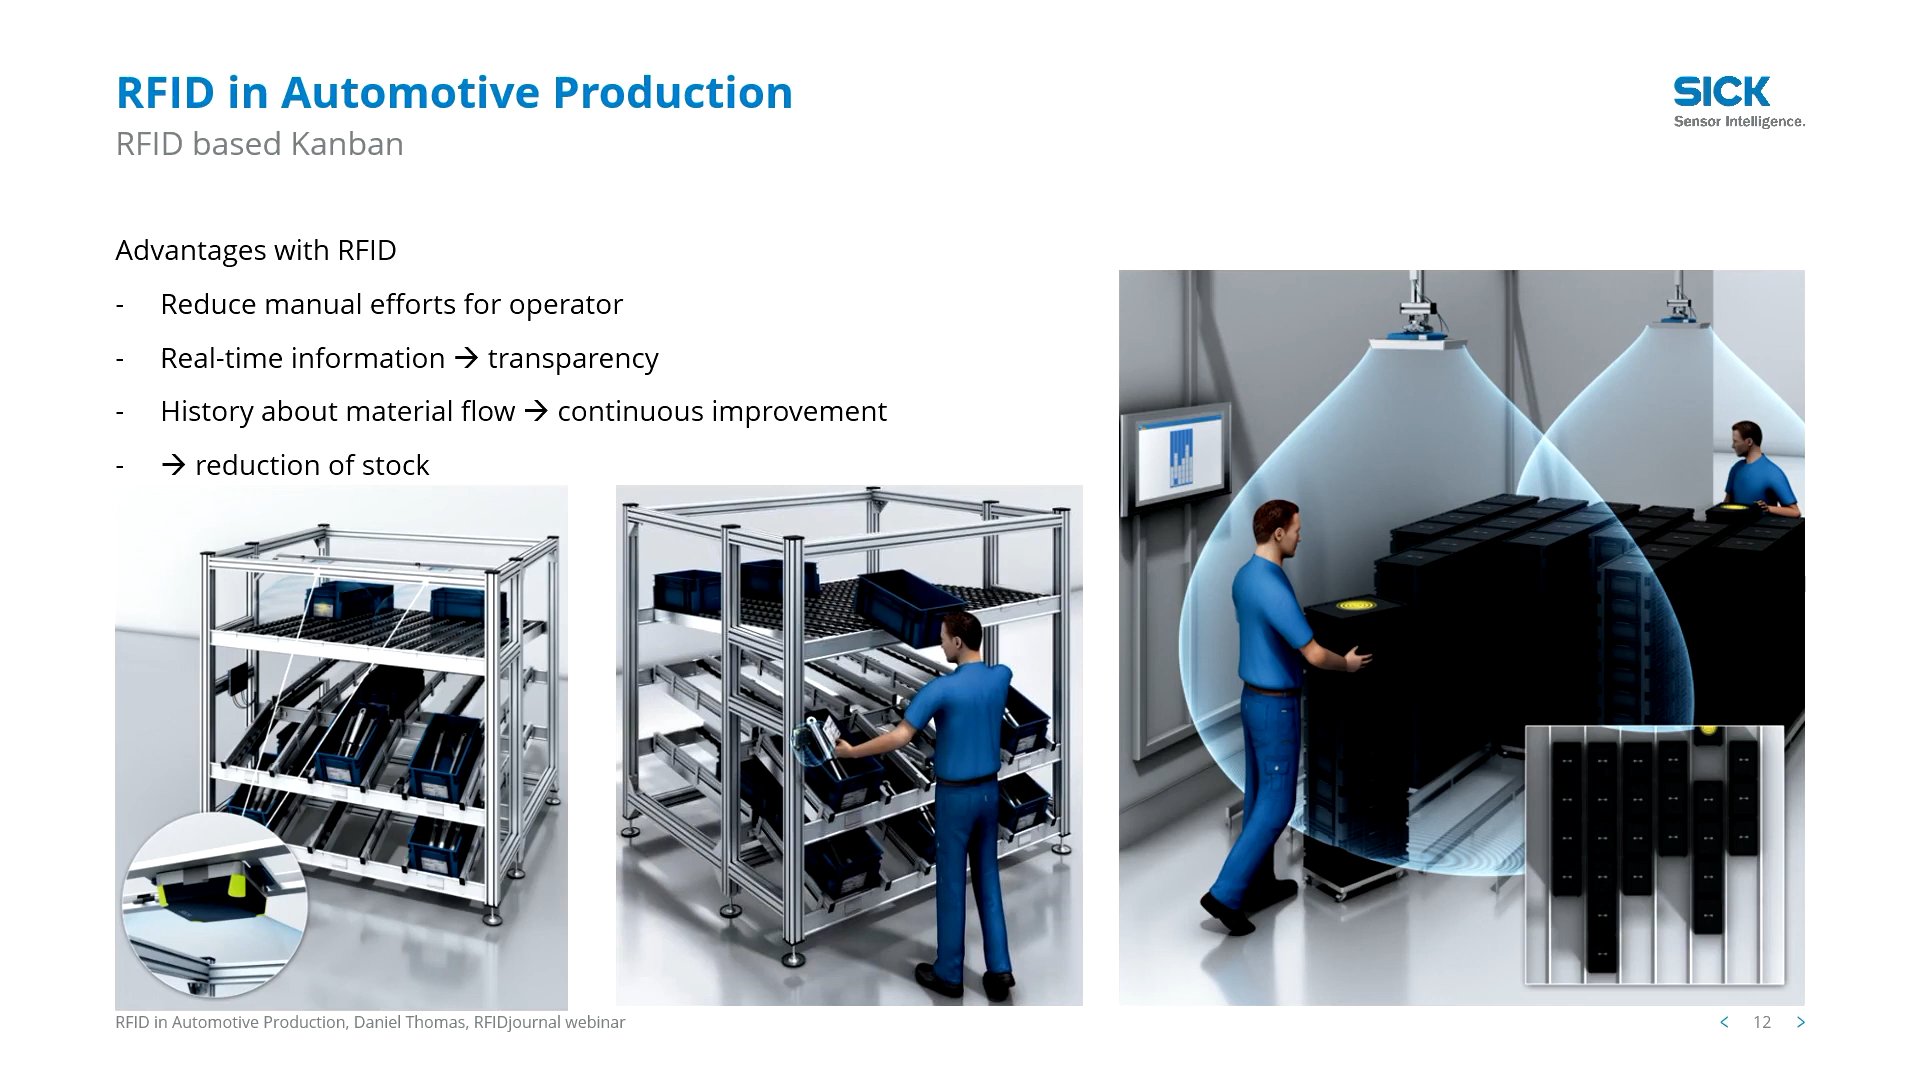 RFID in Automotive Production
RFID based Kanban
SICK
Sensor Intelligence.
Advantages with RFID
- Reduce manual efforts for operator
- Real-time information → transparency
- History about material flow → continuous improvement
- → reduction of stock
RFID in Automotive Production, Daniel Thomas, RFIDjournal webinar
< 12 >